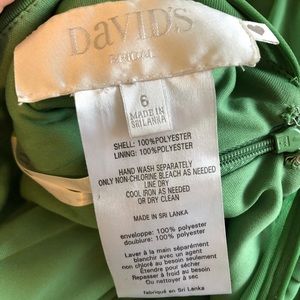 DAVID'S
BRIDAL
6
MADE IN
SRI LANKA
SHELL: 100%POLYESTER
LINING: 100%POLYESTER
HAND WASH SEPARATELY
ONLY NON-CHLORINE BLEACH AS NEEDED
LINE DRY
COOL IRON AS NEEDED
OR DRY CLEAN
MADE IN SRI LANKA
enveloppe: 100% polyester
doublure: 100% polyester
Laver à la main séparément
blanchir avec un agent
non chloré au besoin seulement
Étendre pour sécher
Repasser à froid au besoin
ou nettoyage à sec
fabriqué en Sri Lanka